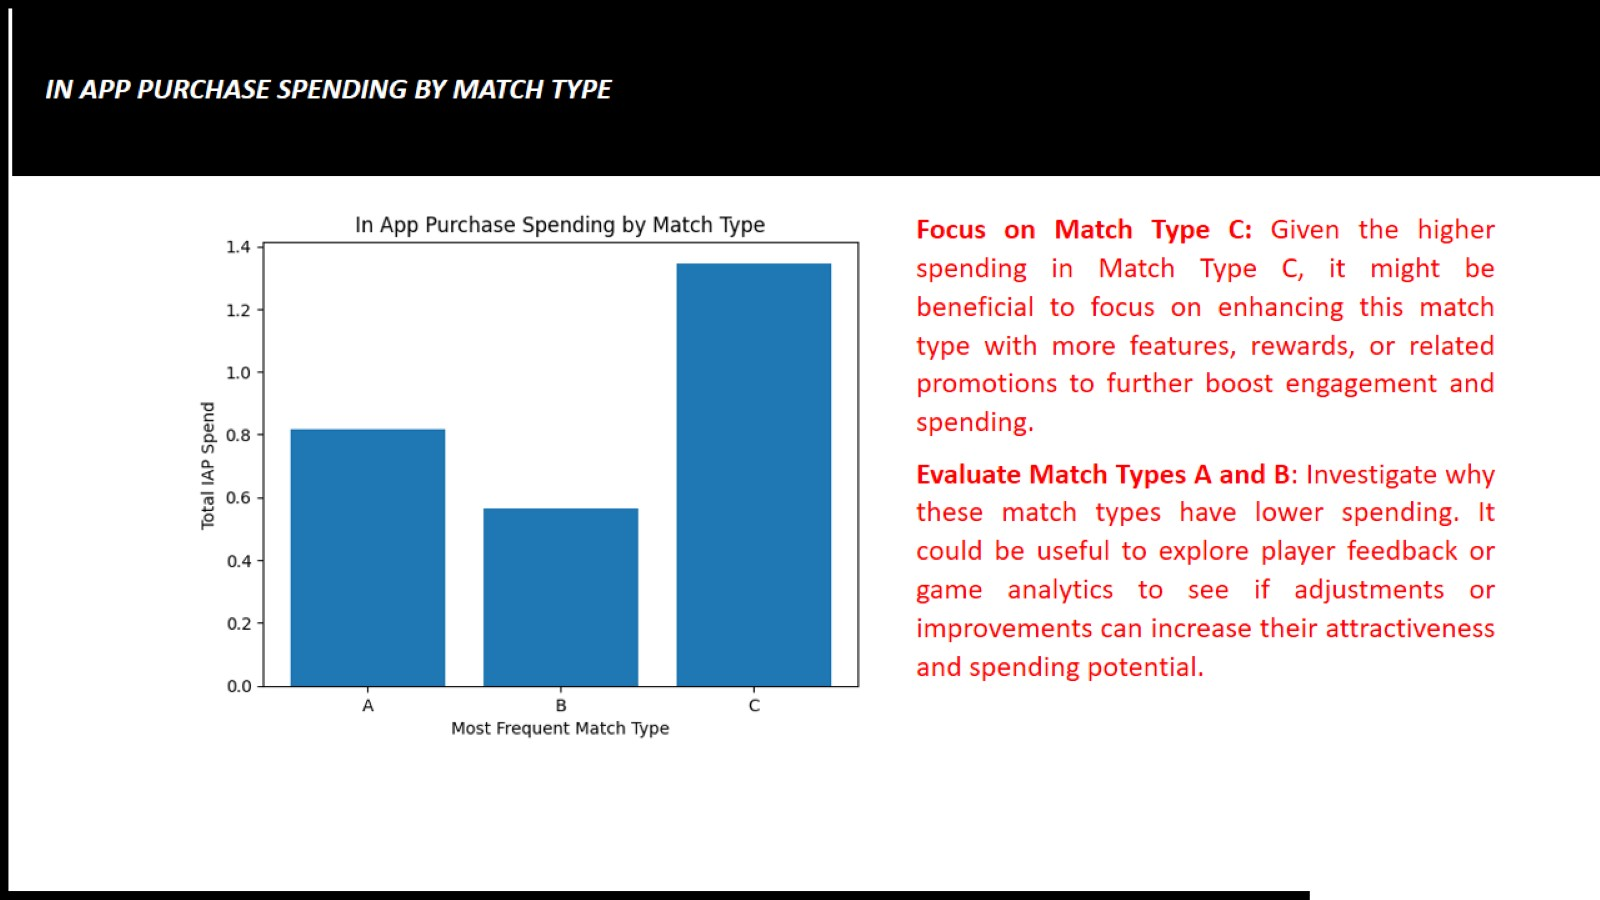 IN APP PURCHASE SPENDING BY MATCH TYPE
In App Purchase Spending by Match Type
1.4
1.2
1.0
0.8
0.6
0.4
0.2
0.0
Total IAP Spend
A B C
Most Frequent Match Type
Focus on Match Type C: Given the higher
spending in Match Type C, it might be
beneficial to focus on enhancing this match
type with more features, rewards, or related
promotions to further boost engagement and
spending.
Evaluate Match Types A and B: Investigate why
these match types have lower spending. It
could be useful to explore player feedback or
game analytics to see if adjustments or
improvements can increase their attractiveness
and spending potential.